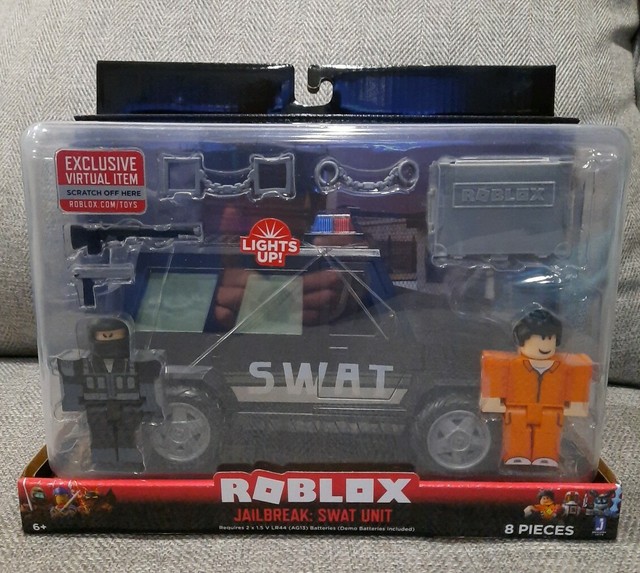 EXCLUSIVE
VIRTUAL ITEM
SCRATCH OFF HERE
ROBLOX.COM/TOYS
ROBLOX
LIGHTS
UP!
SWAT
ROBLOX
JAILBREAK: SWAT UNIT
Requires 2 x 1.5 V LR44 (AG13) Batteries (Demo Batteries Included)
6+
8 PIECES